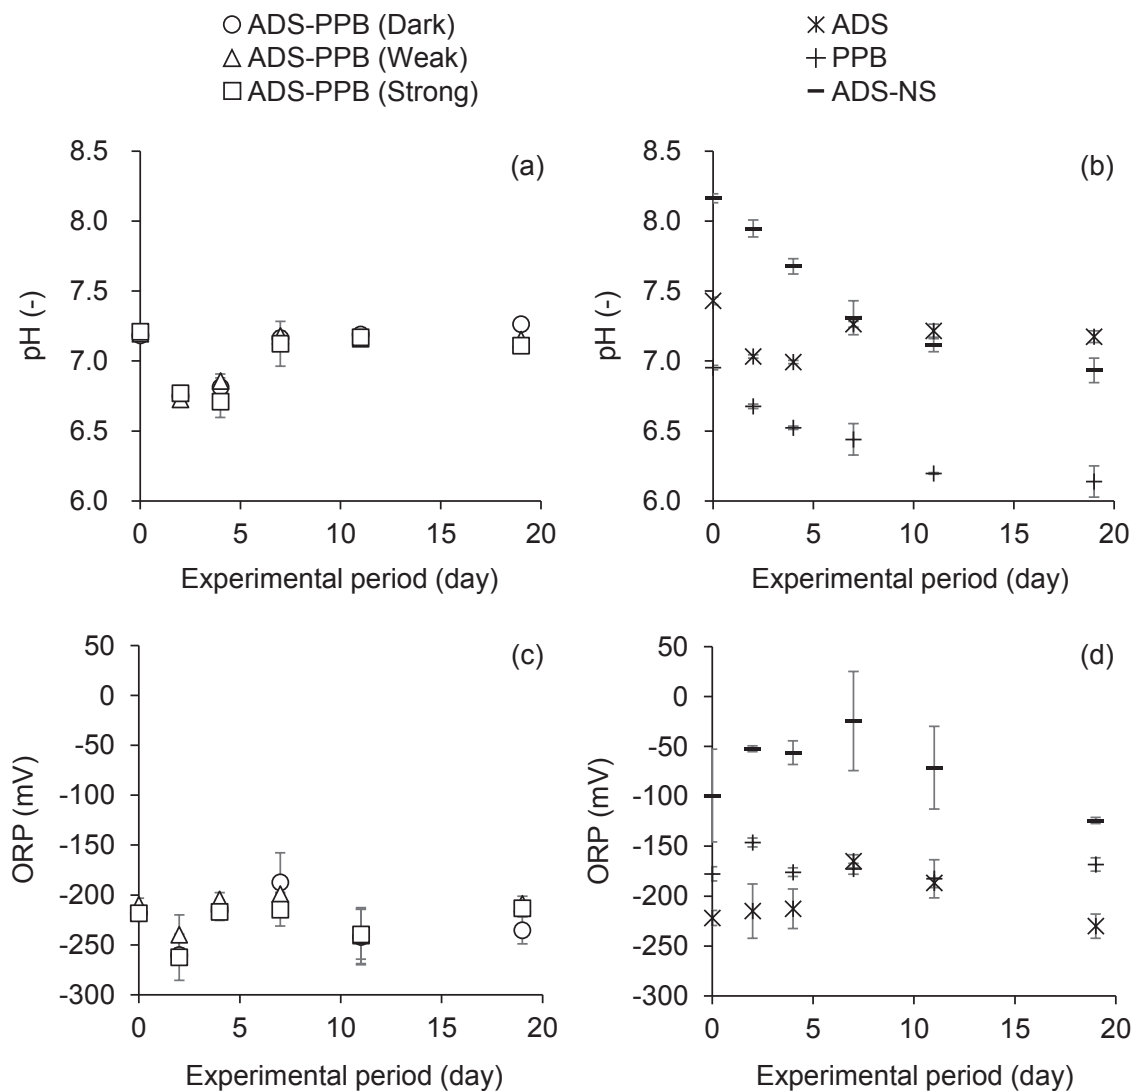 ADS-PPB (Dark)
ADS-PPB (Weak)
ADS-PPB (Strong)
ADS
PPB
ADS-NS
(a)
8.5
8.0
7.5
7.0
6.5
6.0
pH (-)
0 5 10 15 20
Experimental period (day)
(b)
8.5
8.0
7.5
7.0
6.5
6.0
pH (-)
0 5 10 15 20
Experimental period (day)
(c)
50
0
-50
-100
-150
-200
-250
-300
ORP (mV)
0 5 10 15 20
Experimental period (day)
(d)
50
0
-50
-100
-150
-200
-250
-300
ORP (mV)
0 5 10 15 20
Experimental period (day)